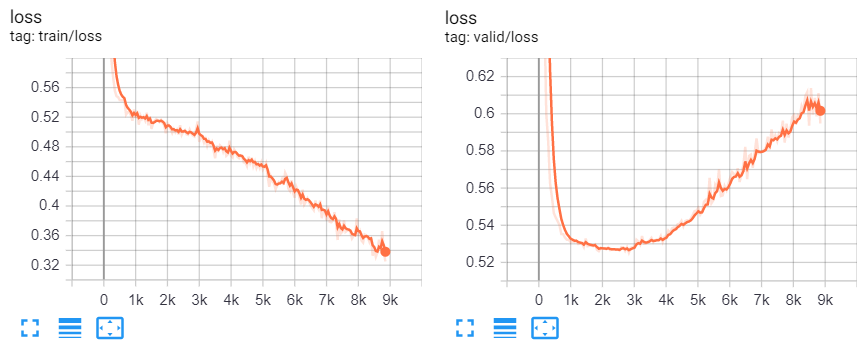 loss
tag: train/loss
0.56
0.52
0.48
0.44
0.4
0.36
0.32
0 1k 2k 3k 4k 5k 6k 7k 8k 9k
loss
tag: valid/loss
0.62
0.6
0.58
0.56
0.54
0.52
0 1k 2k 3k 4k 5k 6k 7k 8k 9k